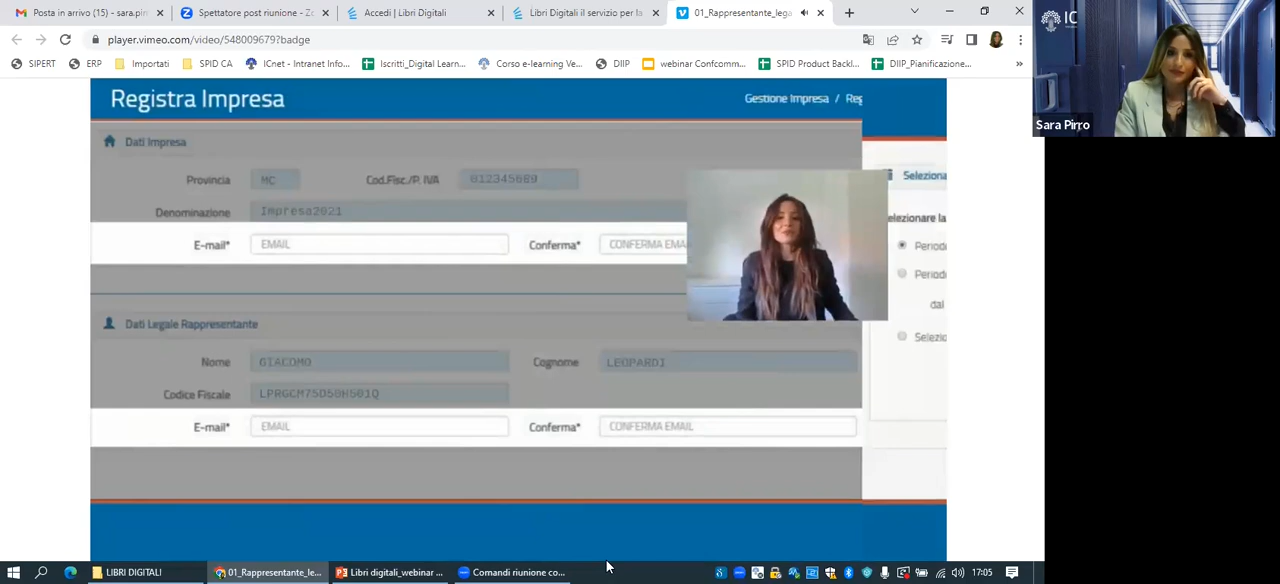 Posta in arrivo (15) - sara.pir
Spettatore post riunione - Zo
Accedi | Libri Digitali
Libri Digitali il servizio per la
01_Rappresentante_lega
player.vimeo.com/video/548009679?badge
SIPERT
ERP
Importati
SPID CA
ICnet - Intranet Info...
Iscritti_Digital Learn...
Corso e-learning Ve...
DIIP
webinar Confcomm...
SPID Product Backl...
DIIP_Pianificazione...
»
IC
Sara Pirro
Registra Impresa
Gestione Impresa / Reg
Dati Impresa
Provincia MC Cod.Fisc./P. IVA 012345689
Denominazione Impresa2021
E-mail* EMAIL Conferma* CONFERMA EMA
Dati Legale Rappresentante
Nome GIACOMO Cognome LEOPARDI
Codice Fiscale
E-mail* EMAIL Conferma* CONFERMA EMAIL
Seleziona
elezionare la
Period
Period
dal
Selezio
LIBRI DIGITALI
01_Rappresentante_le...
Libri digitali_webinar ...
Comandi riunione co...
17:05